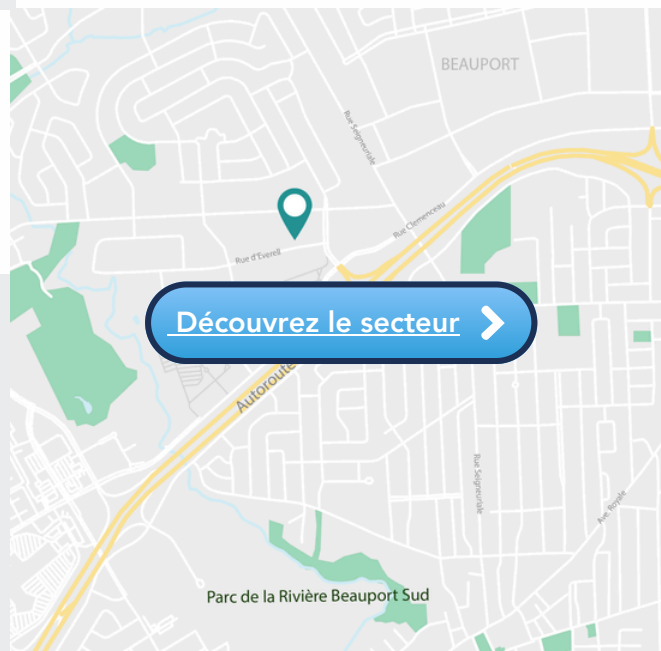 BEAUPORT
Rue Seigneuriale
Rue Clemenceau
Rue d'Everell
Découvrez le secteur
Autoroute
Rue Seigneuriale
Ave. Royale
Parc de la Rivière Beauport Sud